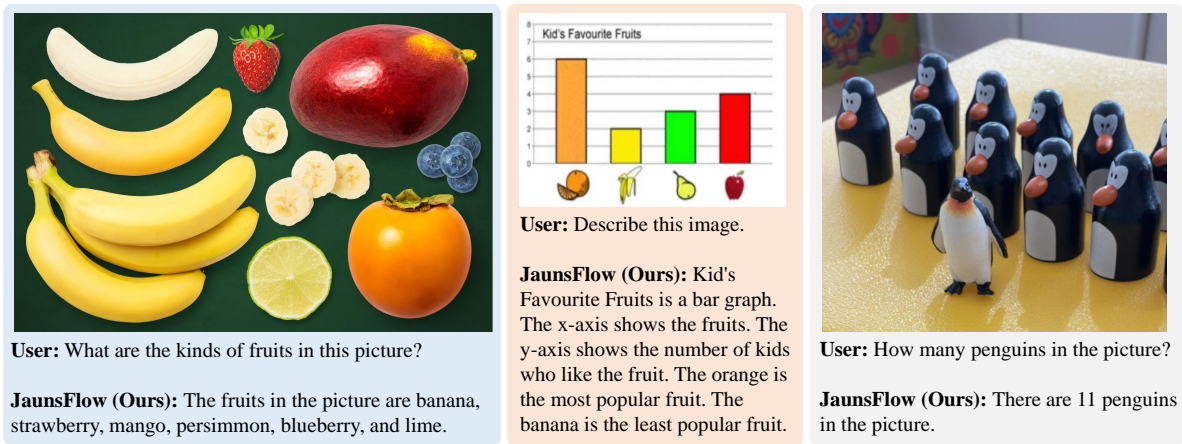 User: What are the kinds of fruits in this picture?
JaunsFlow (Ours): The fruits in the picture are banana,
strawberry, mango, persimmon, blueberry, and lime.
8
Kid's Favourite Fruits
7
6
5
4
3
2
1
0
User: Describe this image.
JaunsFlow (Ours): Kid's
Favourite Fruits is a bar graph.
The x-axis shows the fruits. The
y-axis shows the number of kids
who like the fruit. The orange is
the most popular fruit. The
banana is the least popular fruit.
User: How many penguins in the picture?
JaunsFlow (Ours): There are 11 penguins
in the picture.